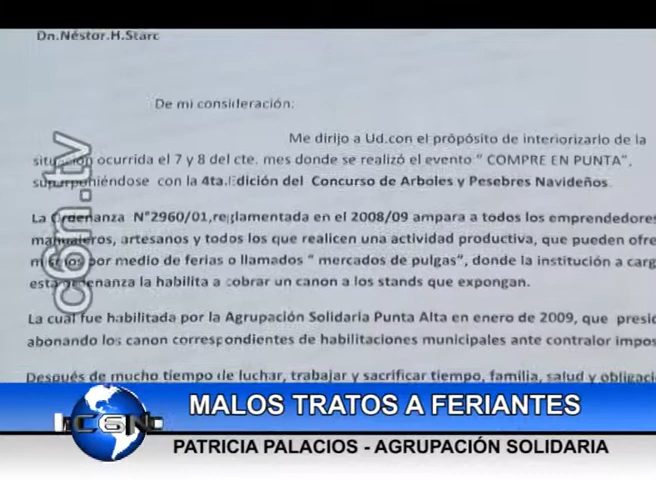 Dn.Néstor.H.Starc
De mi consideración:
Me dirijo a Ud.con el própósito de interiorizarlo de la
situación ocurrida el 7 y 8 del cte. mes donde se realizó el evento " COMPRE EN PUNTA",
superponiéndose con la 4ta.Edición del Concurso de Arboles y Pesebres Navideños.
La Ordenanza N°2960/01,reglamentada en el 2008/09 ampara a todos los emprendedores
manualeros, artesanos y todos los que realicen una actividad productiva, que pueden ofre
mismos por medio de ferias o llamados " mercados de pulgas", donde la institución a carg
esta ordenanza la habilita a cobrar un canon a los stands que expongan.
La cual fue habilitada por la Agrupación Solidaria Punta Alta en enero de 2009, que presid
abonando los canon correspondientes de habilitaciones municipales ante contralor impos
Después de mucho tiempo de luchar, trabajar y sacrificar tiempo, familia, salud y obligacio
c6n.tv
C6N
MALOS TRATOS A FERIANTES
PATRICIA PALACIOS - AGRUPACIÓN SOLIDARIA